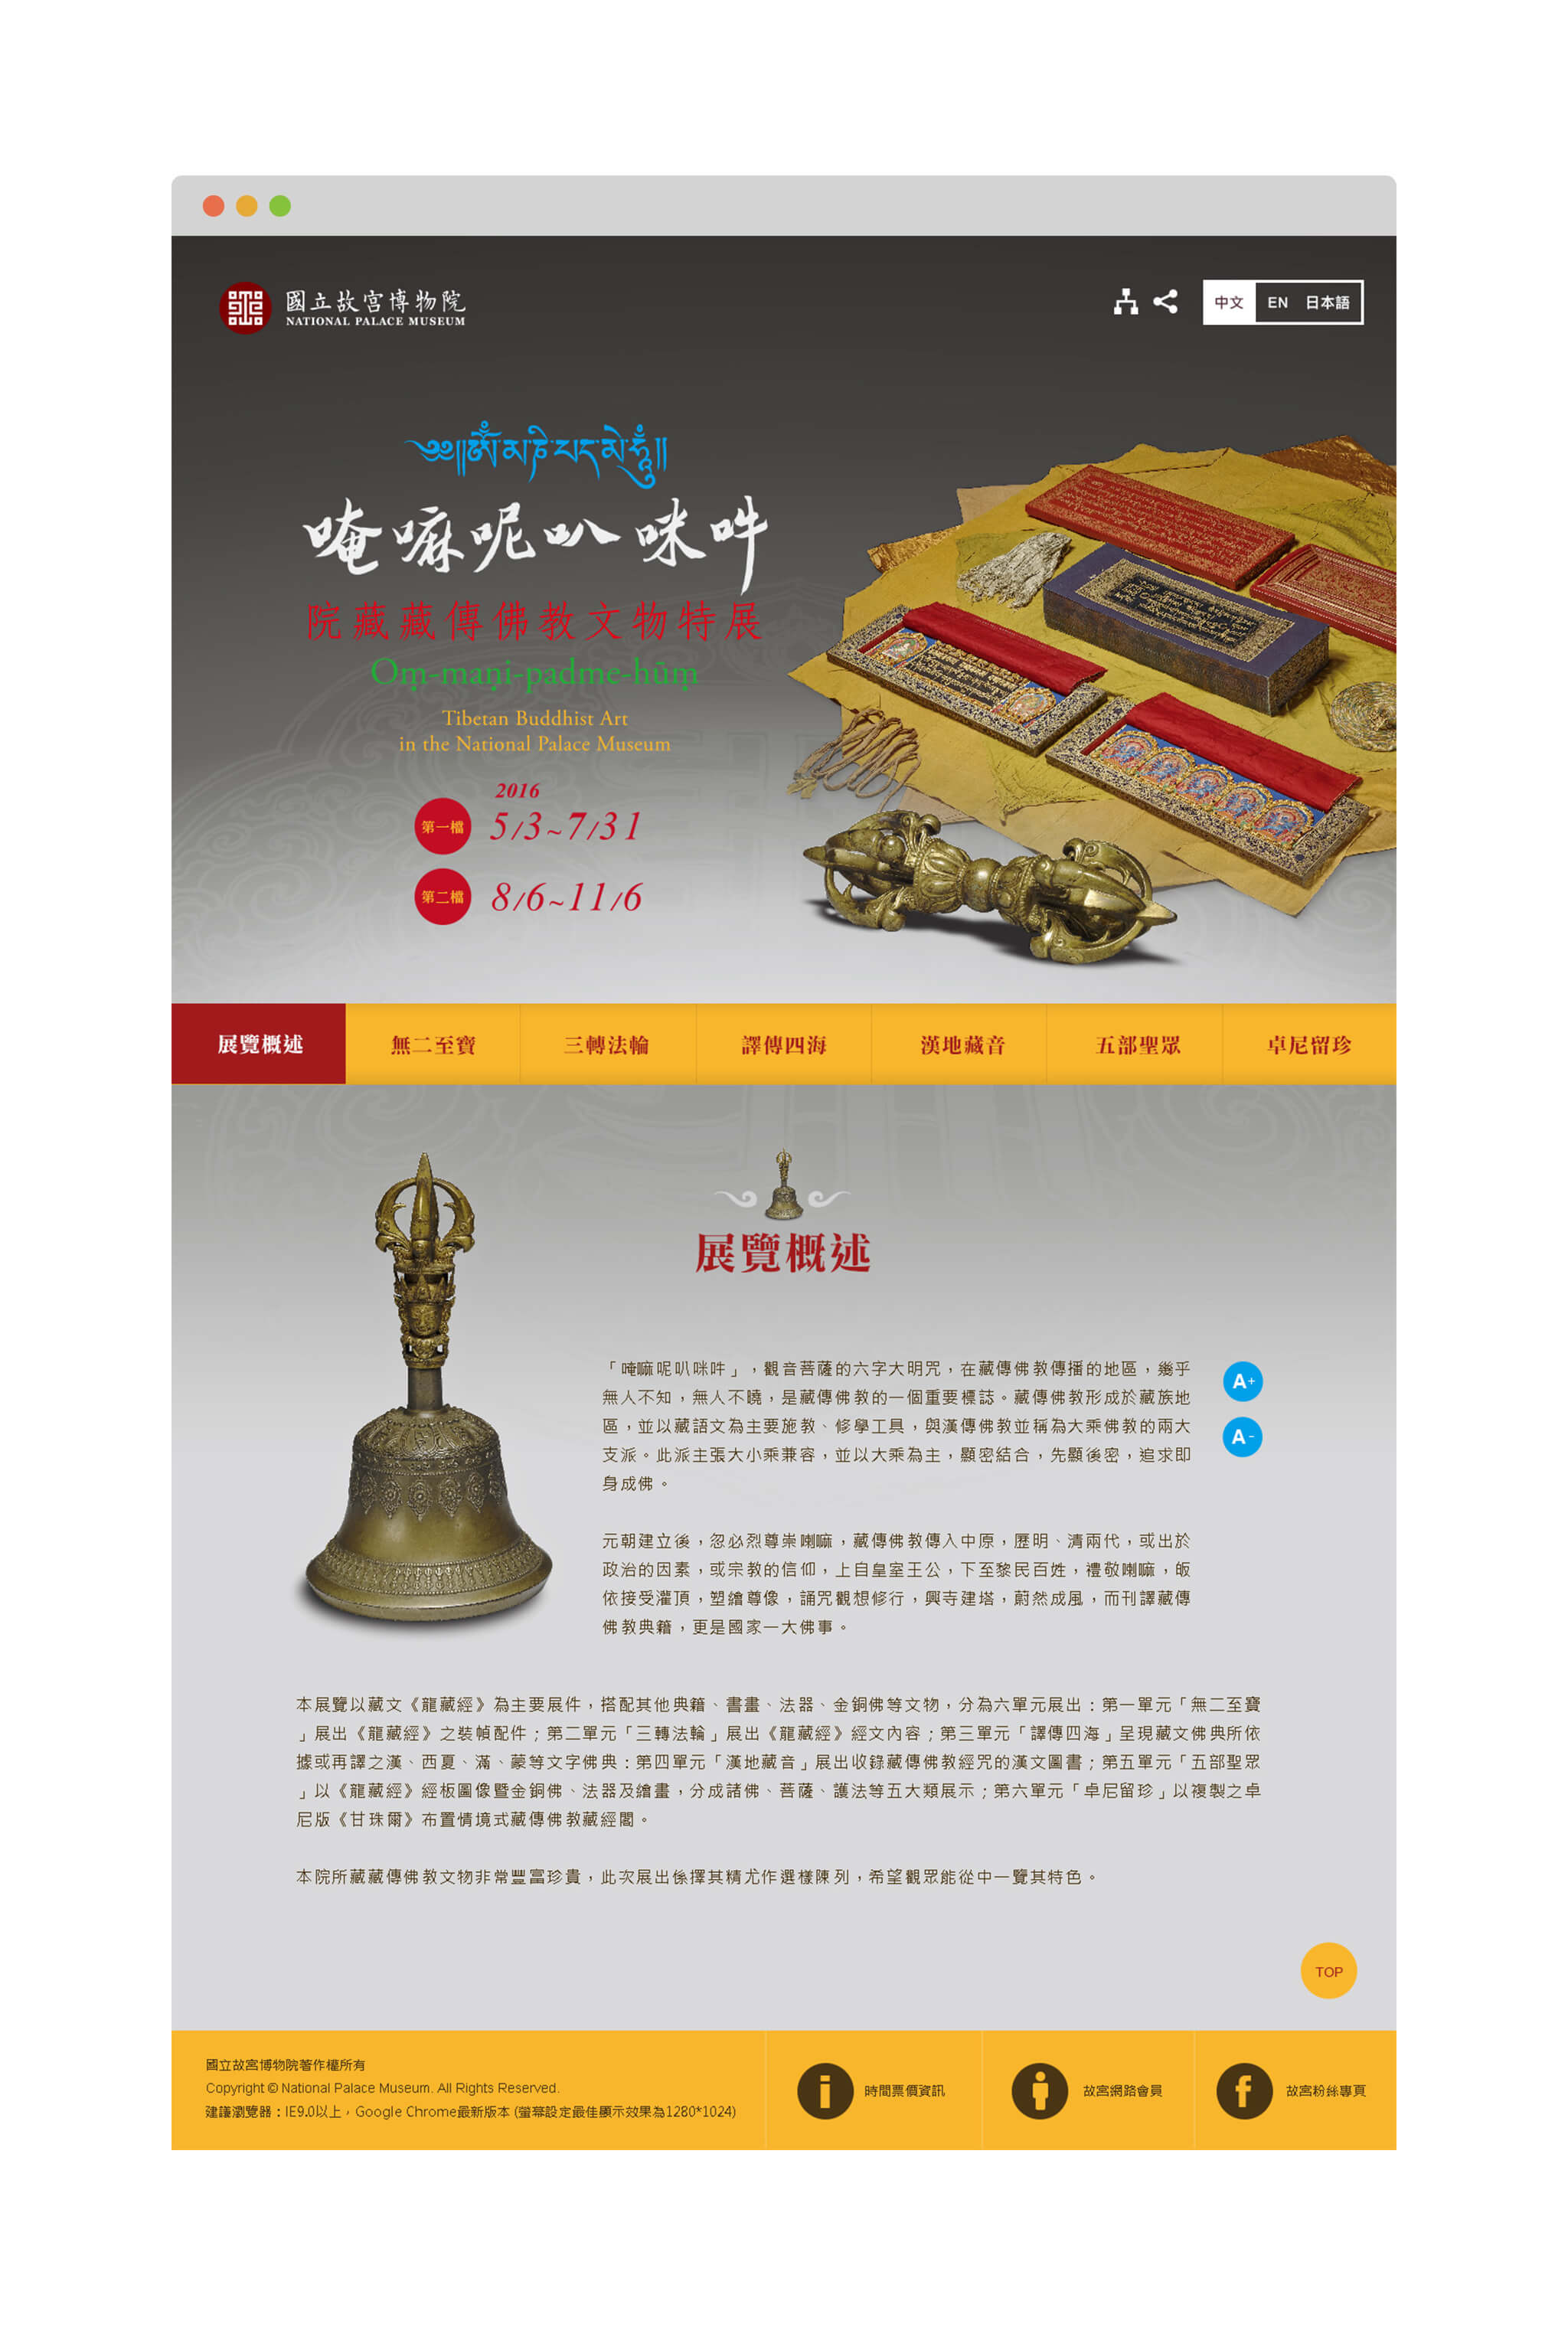 國立故宮博物院
NATIONAL PALACE MUSEUM
中文 EN 日本語
༄༅།།ཨོཾ་མ་ཎི་པད་མེ་ཧཱུྃ།།
唵嘛呢叭咪吽
院藏藏傳佛教文物特展
Oṃ-maṇi-padme-hūṃ
Tibetan Buddhist Art
in the National Palace Museum
2016
第一檔 5/3~7/31
第二檔 8/6~11/6
展覽概述 無二至寶 三轉法輪 譯傳四海 漢地藏音 五部聖眾 卓尼留珍
展覽概述
「唵嘛呢叭咪吽」，觀音菩薩的六字大明咒，在藏傳佛教傳播的地區，幾乎
無人不知，無人不曉，是藏傳佛教的一個重要標誌。藏傳佛教形成於藏族地
區，並以藏語文為主要施教、修學工具，與漢傳佛教並稱為大乘佛教的兩大
支派。此派主張大小乘兼容，並以大乘為主，顯密結合，先顯後密，追求即
身成佛。
A+
A-
元朝建立後，忽必烈尊崇喇嘛，藏傳佛教傳入中原，歷明、清兩代，或出於
政治的因素，或宗教的信仰，上自皇室王公，下至黎民百姓，禮敬喇嘛，皈
依接受灌頂，塑繪尊像，誦咒觀想修行，興寺建塔，蔚然成風，而刊譯藏傳
佛教典籍，更是國家一大佛事。
本展覽以藏文《龍藏經》為主要展件，搭配其他典籍、書畫、法器、金銅佛等文物，分為六單元展出：第一單元「無二至寶
」展出《龍藏經》之裝幀配件；第二單元「三轉法輪」展出《龍藏經》經文內容；第三單元「譯傳四海」呈現藏文佛典所依
據或再譯之漢、西夏、滿、蒙等文字佛典：第四單元「漢地藏音」展出收錄藏傳佛教經咒的漢文圖書；第五單元「五部聖眾
」以《龍藏經》經板圖像暨金銅佛、法器及繪畫，分成諸佛、菩薩、護法等五大類展示；第六單元「卓尼留珍」以複製之卓
尼版《甘珠爾》布置情境式藏傳佛教藏經閣。
本院所藏藏傳佛教文物非常豐富珍貴，此次展出係擇其精尤作選樣陳列，希望觀眾能從中一覽其特色。
TOP
國立故宮博物院著作權所有
Copyright © National Palace Museum. All Rights Reserved.
建議瀏覽器：IE9.0以上，Google Chrome最新版本 (螢幕設定最佳顯示效果為1280*1024)
時間票價資訊
故宮網路會員
故宮粉絲專頁